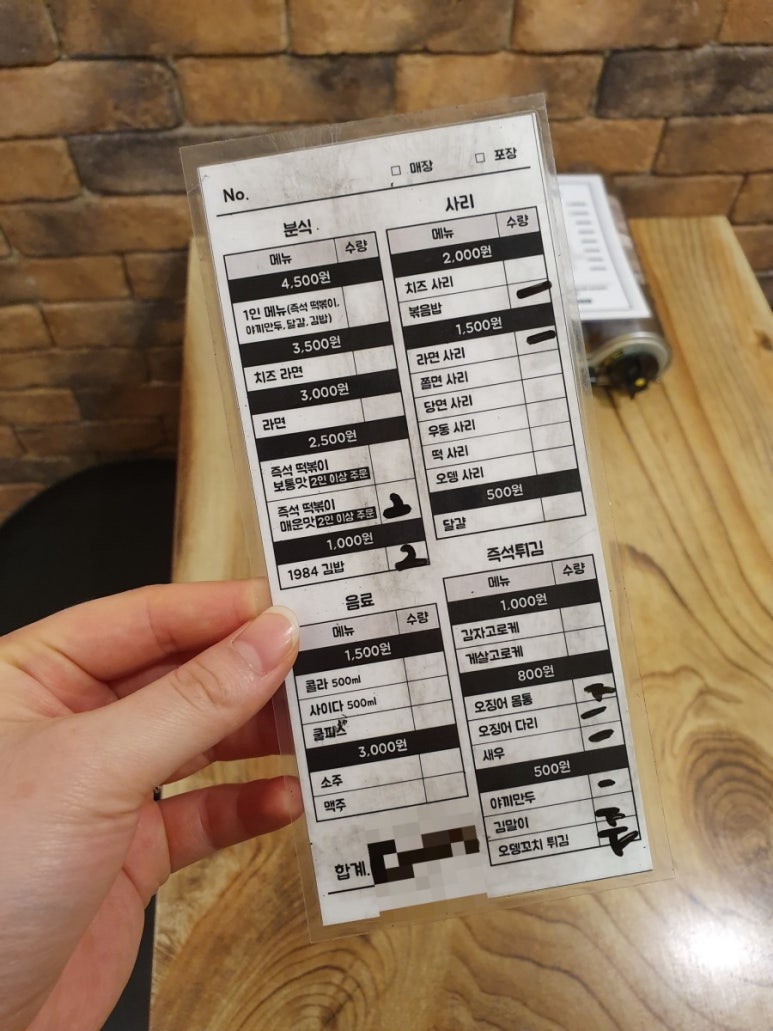 No. □ 매장 □ 포장
분식
메뉴 수량
4,500원
1인 메뉴(즉석 떡볶이,
야끼만두, 달걀, 김밥)
3,500원
치즈 라면
3,000원
라면
2,500원
즉석 떡볶이
보통맛 2인 이상 주문
즉석 떡볶이
매운맛 2인 이상 주문 2
1,000원
1984 김밥 2
음료
메뉴 수량
1,500원
콜라 500ml
사이다 500ml
쿨피스
3,000원
소주
맥주
합계.
사리
메뉴 수량
2,000원
치즈 사리
볶음밥 一
1,500원
라면 사리 一
쫄면 사리
당면 사리
우동 사리
떡 사리
오뎅 사리
500원
달걀
즉석튀김
메뉴 수량
1,000원
감자고로케
게살고로케
800원
오징어 몸통
오징어 다리
새우
500원
야끼만두
김말이
오뎅꼬치 튀김